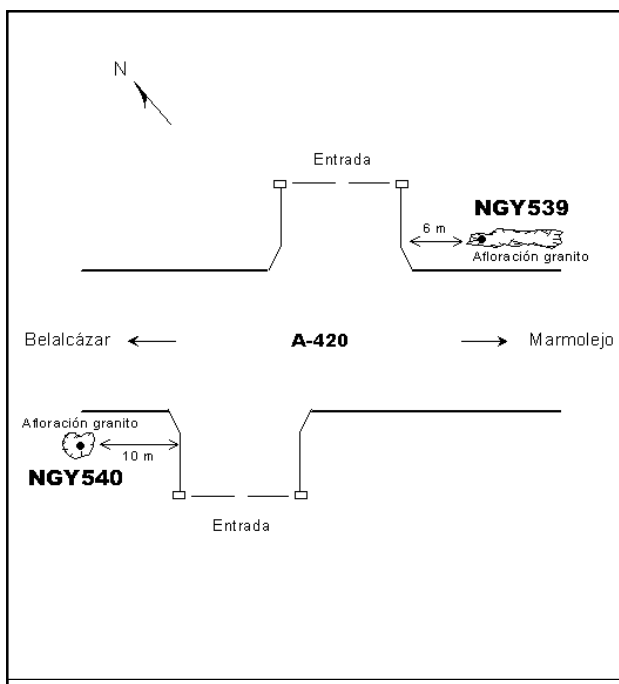 N
Entrada
NGY539
6 m
Afloración granito
Belalcázar
A-420
Marmolejo
Afloración granito
10 m
NGY540
Entrada